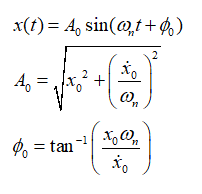 x(t) = A₀ sin(ωₙt + ϕ₀)
A₀ = √(x₀² + (ẋ₀/ωₙ)²)
ϕ₀ = tan⁻¹(x₀ωₙ/ẋ₀)